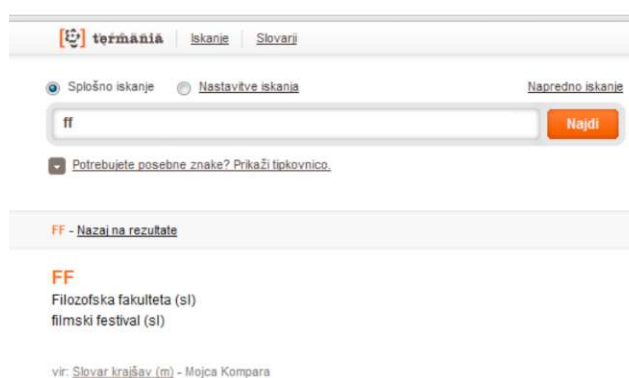 termania Iskanje Slovarji
Splošno iskanje Nastavitve iskanja Napredno iskanje
ff Najdi
Potrebujete posebne znake? Prikaži tipkovnico.
FF - Nazaj na rezultate
FF
Filozofska fakulteta (sl)
filmski festival (sl)
vir: Slovar krajšav (m) - Mojca Kompara